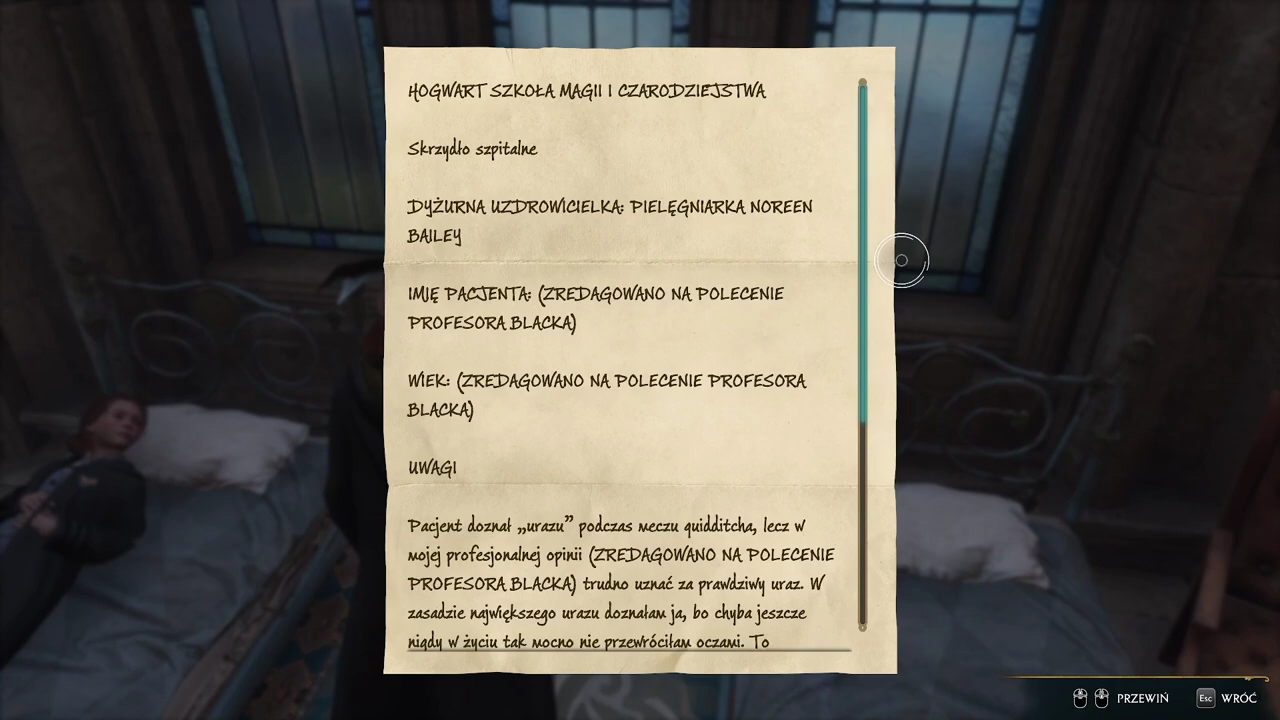 HOGWART SZKOŁA MAGII I CZARODZIEJSTWA
Skrzydło szpitalne
DYŻURNA UZDROWICIELKA: PIELĘGNIARKA NOREEN
BAILEY
IMIĘ PACJENTA: (ZREDAGOWANO NA POLECENIE
PROFESORA BLACKA)
WIEK: (ZREDAGOWANO NA POLECENIE PROFESORA
BLACKA)
UWAGI
Pacjent doznał „urazu” podczas meczu quidditcha, lecz w
mojej profesjonalnej opinii (ZREDAGOWANO NA POLECENIE
PROFESORA BLACKA) trudno uznać za prawdziwy uraz. W
zasadzie największego urazu doznałam ja, bo chyba jeszcze
nigdy w życiu tak mocno nie przewróciłam oczami. To
PRZEWIŃ
Esc WRÓĆ